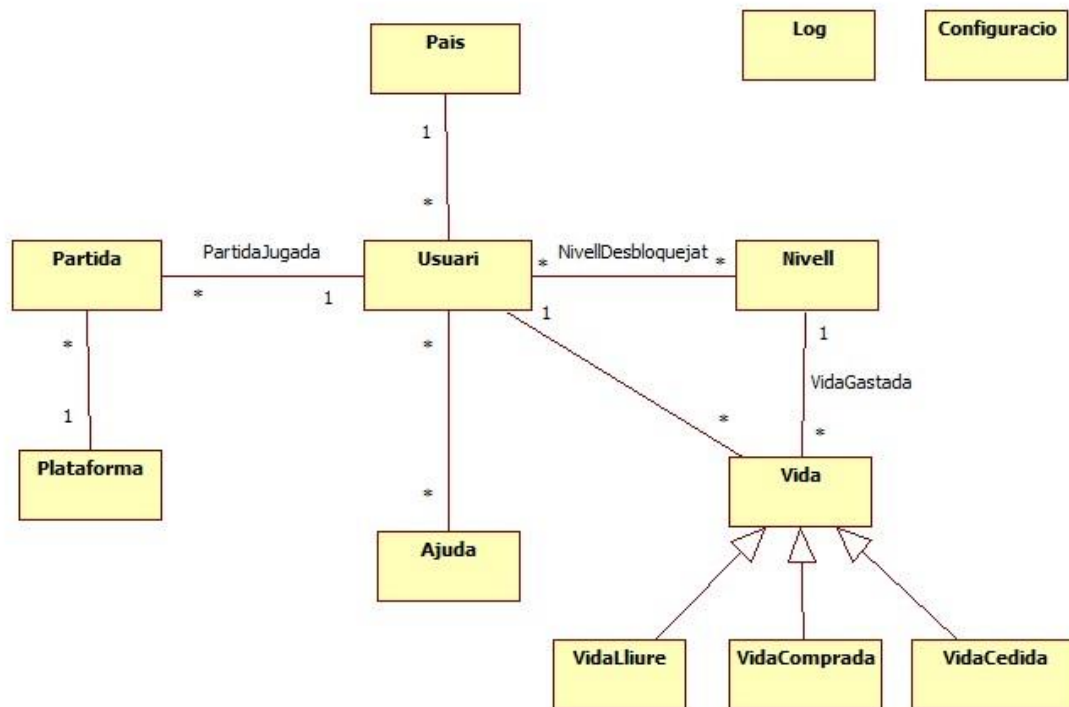 Pais
Log
Configuracio
1
*
Partida
PartidaJugada
Usuari
NivellDesbloquejat
Nivell
*
*
*
1
1
1
*
*
VidaGastada
1
*
*
Plataforma
Vida
*
Ajuda
VidaLliure
VidaComprada
VidaCedida